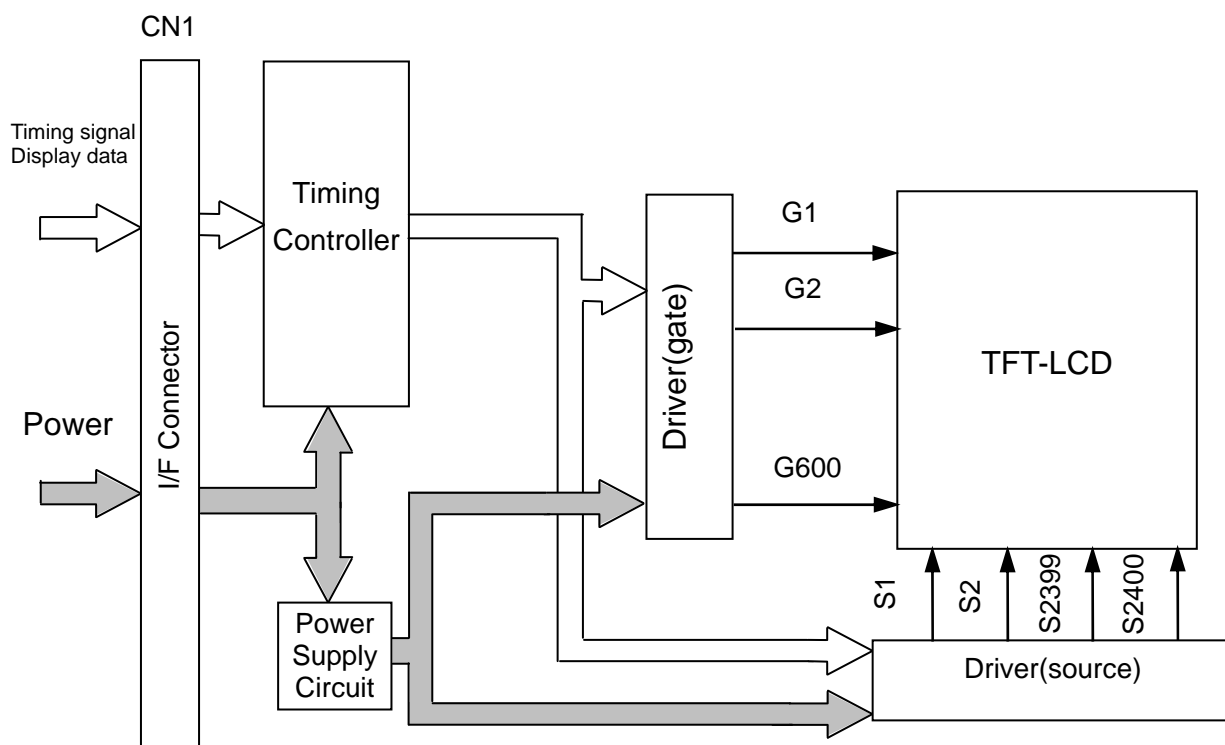 CN1
Timing signal
Display data
Timing
Controller
G1
G2
TFT-LCD
Driver(gate)
Power
I/F Connector
G600
S1
S2
S2399
S2400
Power
Supply
Circuit
Driver(source)